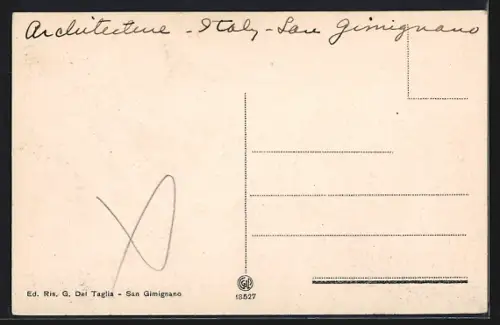 Architecture - Italy - San Gimignano
Ed. Ris. G. Del Taglia - San Gimignano
18527